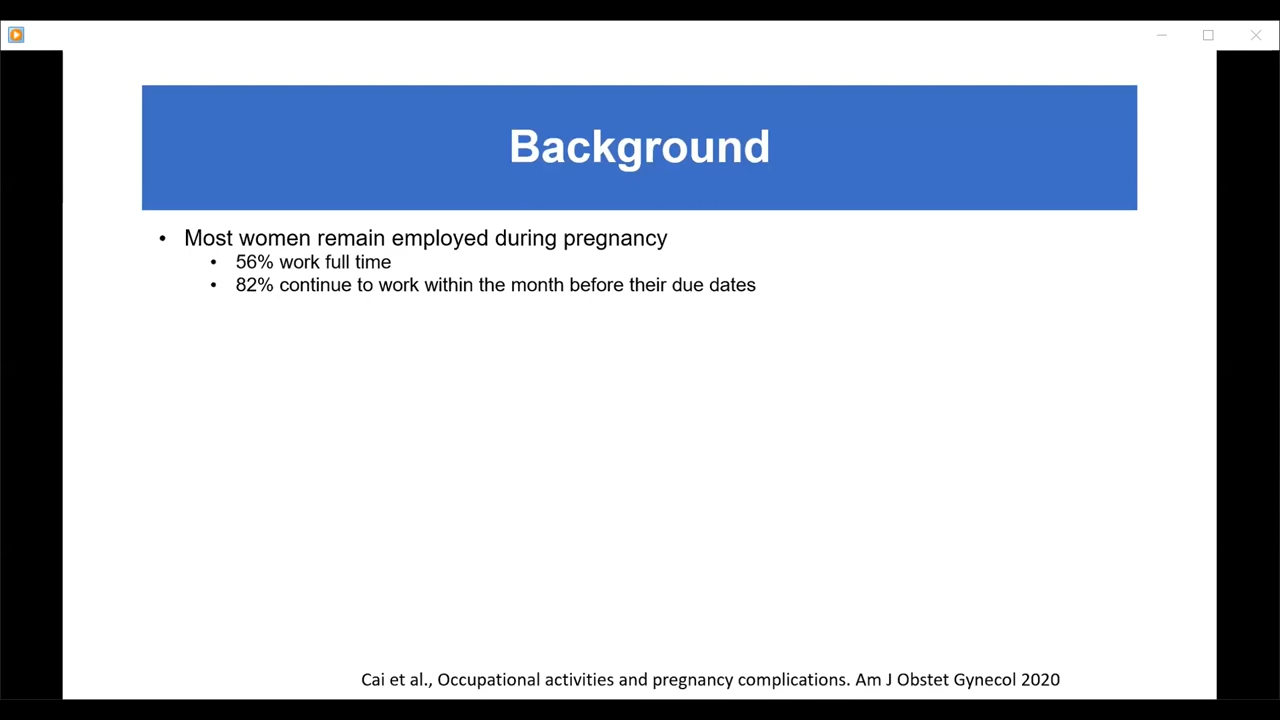 Background
• Most women remain employed during pregnancy
• 56% work full time
• 82% continue to work within the month before their due dates
Cai et al., Occupational activities and pregnancy complications. Am J Obstet Gynecol 2020